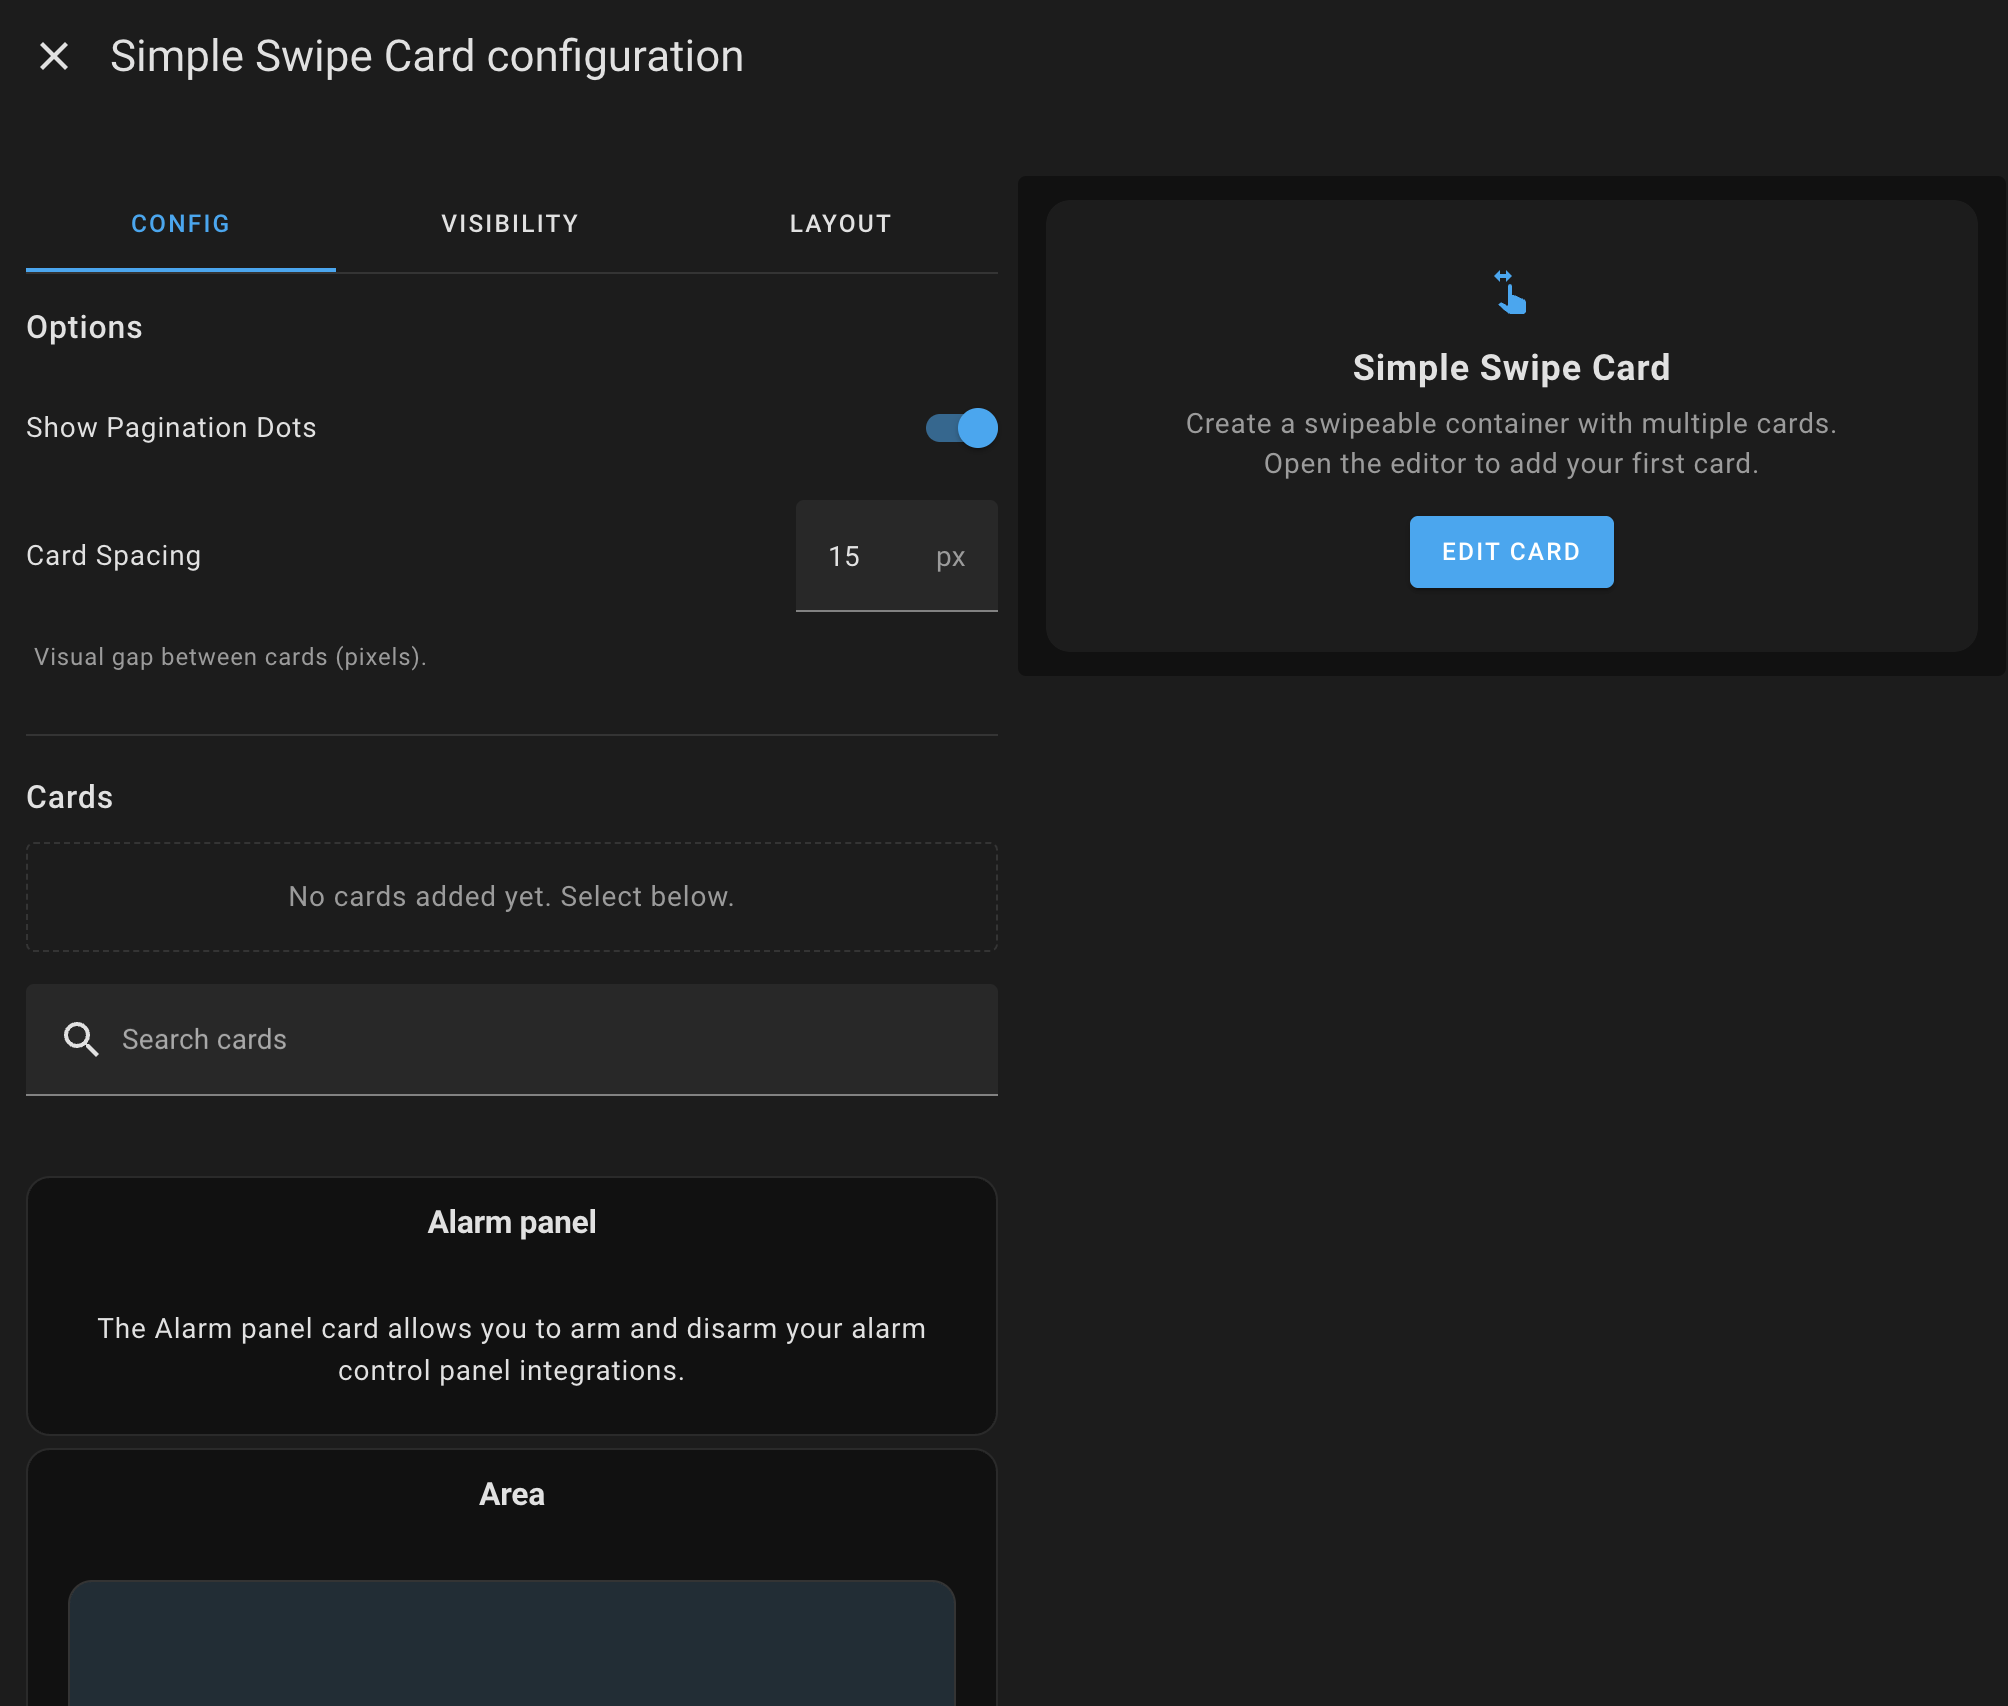 Simple Swipe Card configuration
CONFIG
VISIBILITY
LAYOUT
Options
Show Pagination Dots
Card Spacing
15 px
Visual gap between cards (pixels).
Cards
No cards added yet. Select below.
Search cards
Alarm panel
The Alarm panel card allows you to arm and disarm your alarm
control panel integrations.
Area
Simple Swipe Card
Create a swipeable container with multiple cards.
Open the editor to add your first card.
EDIT CARD